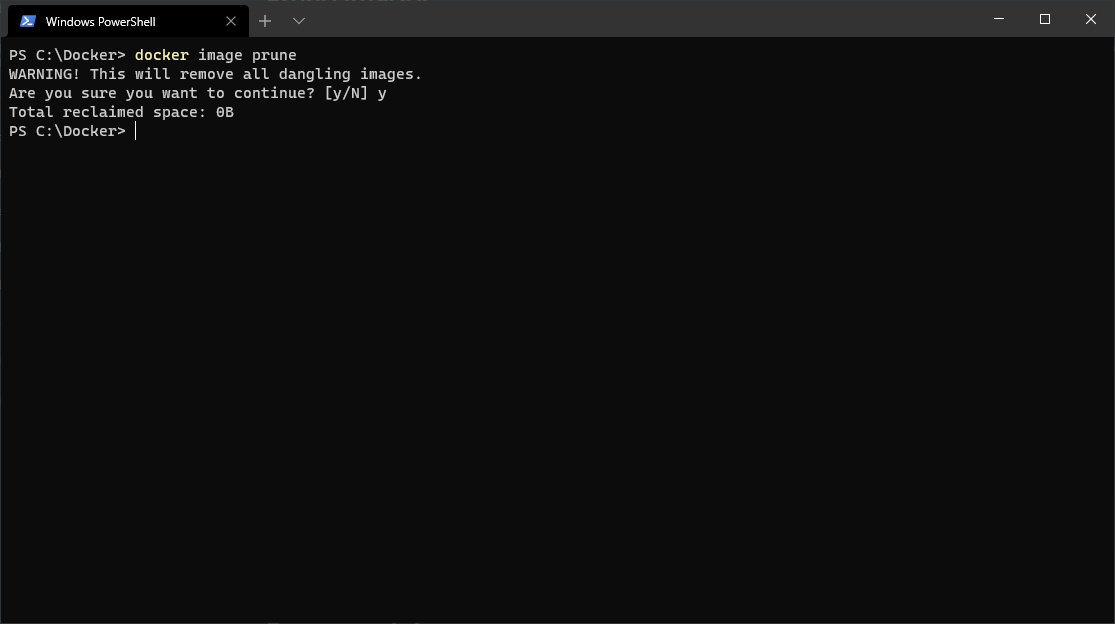 Windows PowerShell
PS C:\Docker> docker image prune
WARNING! This will remove all dangling images.
Are you sure you want to continue? [y/N] y
Total reclaimed space: 0B
PS C:\Docker>